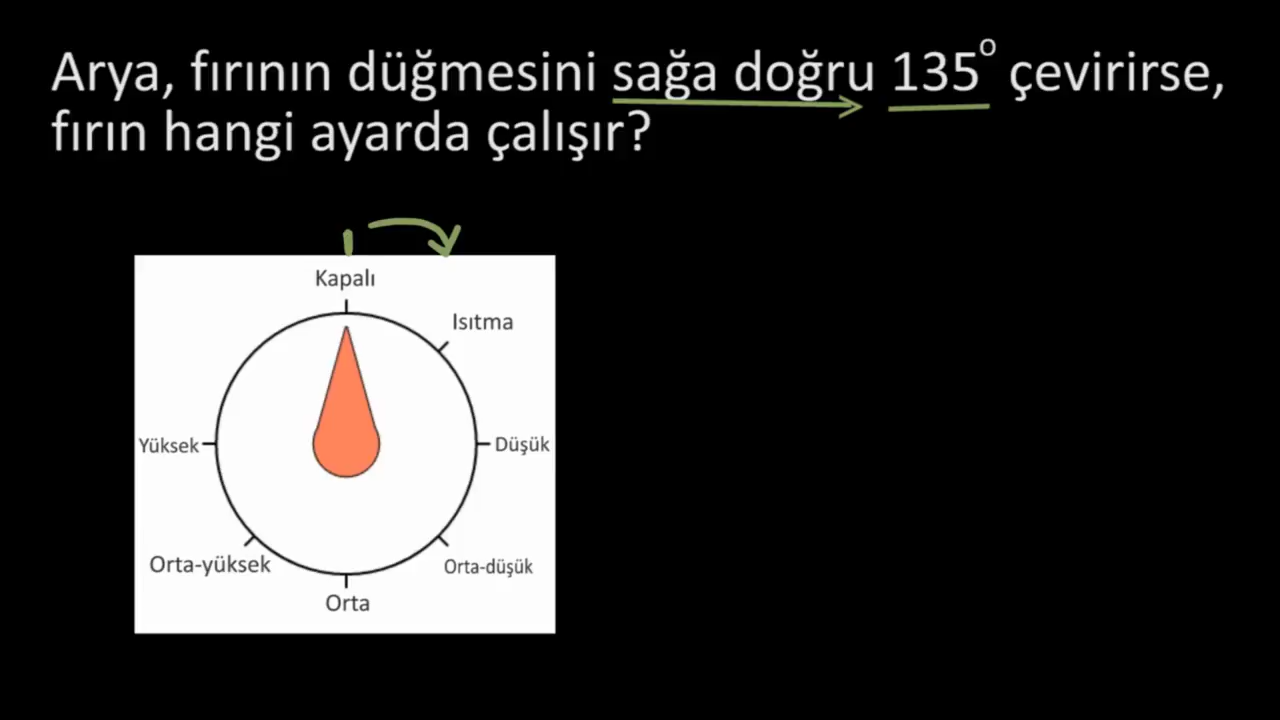 Arya, fırının düğmesini sağa doğru 135° çevirirse,
fırın hangi ayarda çalışır?
Kapalı
Isıtma
Yüksek
Düşük
Orta-yüksek
Orta-düşük
Orta